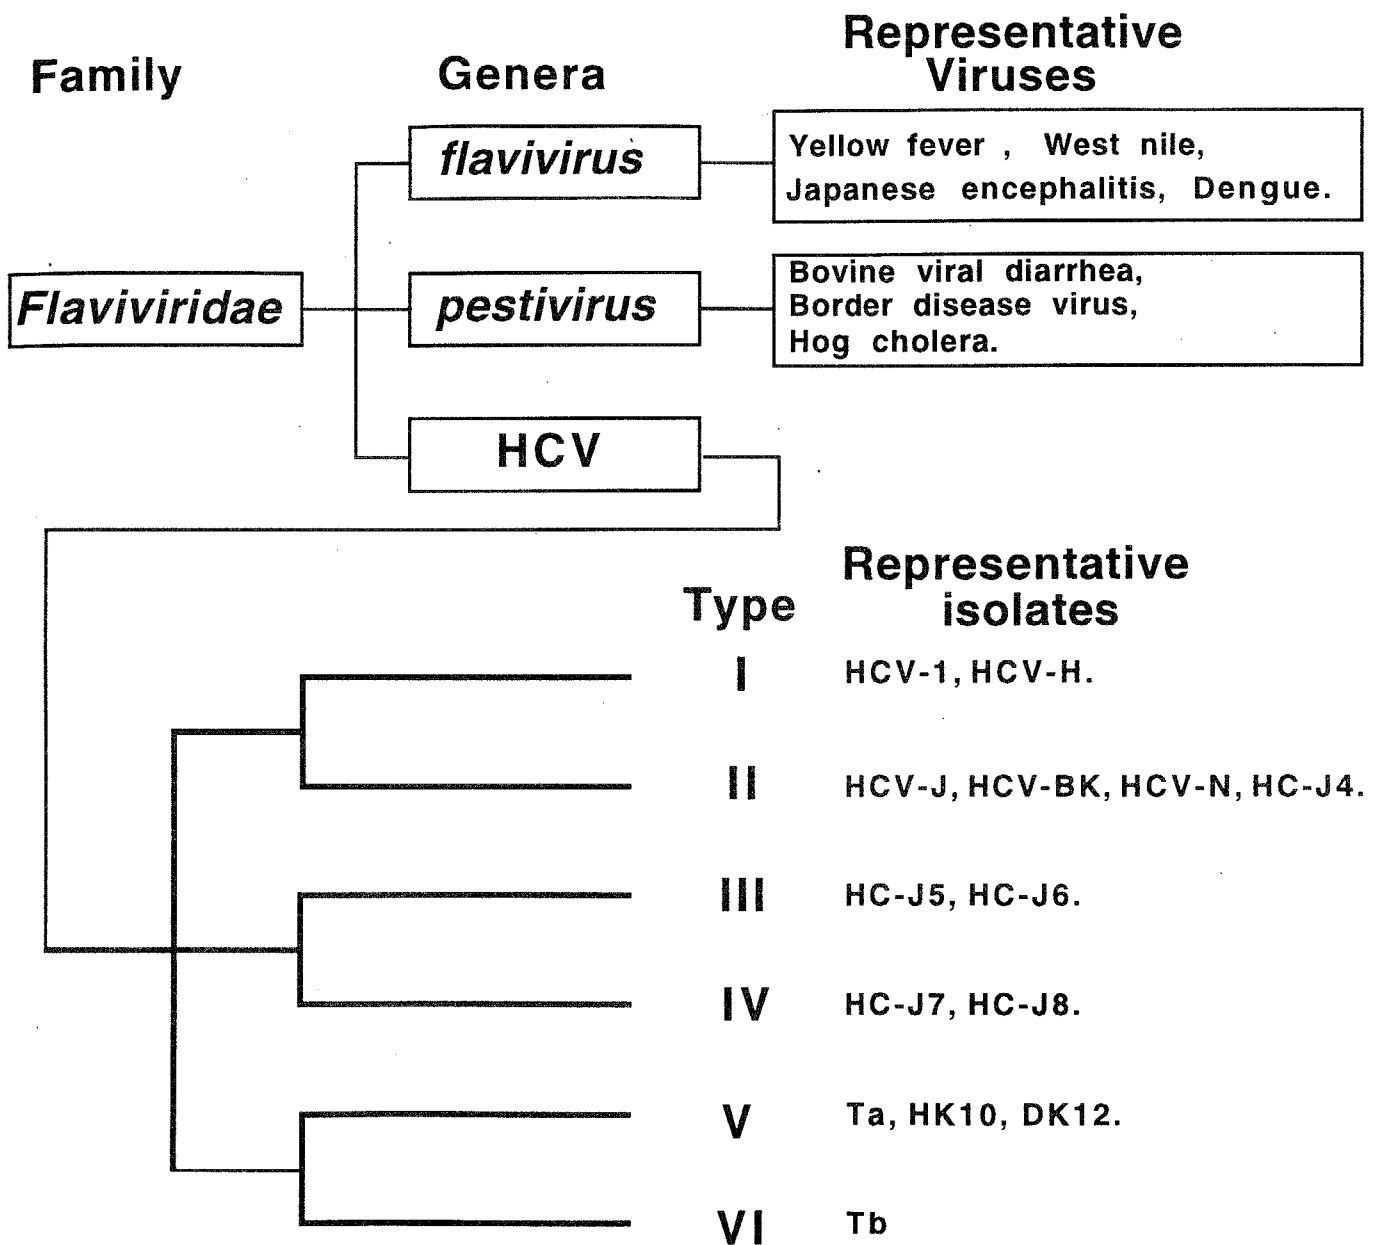 Family Genera Representative
Viruses
flavivirus
Yellow fever , West nile,
Japanese encephalitis, Dengue.
Flaviviridae
pestivirus
Bovine viral diarrhea,
Border disease virus,
Hog cholera.
HCV
Type Representative
isolates
I HCV-1, HCV-H.
II HCV-J, HCV-BK, HCV-N, HC-J4.
III HC-J5, HC-J6.
IV HC-J7, HC-J8.
V Ta, HK10, DK12.
VI Tb